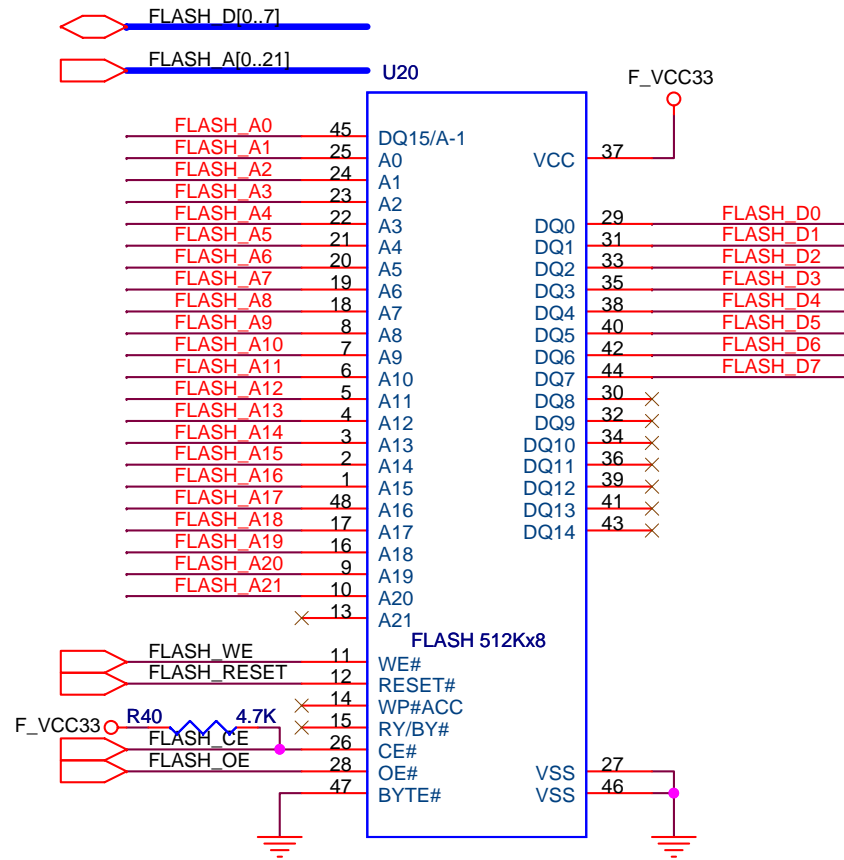 FLASH_D[0..7]
FLASH_A[0..21]
U20
F_VCC33
FLASH_A0 45 DQ15/A-1
FLASH_A1 25 A0
FLASH_A2 24 A1
FLASH_A3 23 A2
FLASH_A4 22 A3
FLASH_A5 21 A4
FLASH_A6 20 A5
FLASH_A7 19 A6
FLASH_A8 18 A7
FLASH_A9 8 A8
FLASH_A10 7 A9
FLASH_A11 6 A10
FLASH_A12 5 A11
FLASH_A13 4 A12
FLASH_A14 3 A13
FLASH_A15 2 A14
FLASH_A16 1 A15
FLASH_A17 48 A16
FLASH_A18 17 A17
FLASH_A19 16 A18
FLASH_A20 9 A19
FLASH_A21 10 A20
13 A21
VCC 37
DQ0 29 FLASH_D0
DQ1 31 FLASH_D1
DQ2 33 FLASH_D2
DQ3 35 FLASH_D3
DQ4 38 FLASH_D4
DQ5 40 FLASH_D5
DQ6 42 FLASH_D6
DQ7 44 FLASH_D7
DQ8 30
DQ9 32
DQ10 34
DQ11 36
DQ12 39
DQ13 41
DQ14 43
FLASH 512Kx8
FLASH_WE 11 WE#
FLASH_RESET 12 RESET#
14 WP#ACC
15 RY/BY#
F_VCC33 R40 4.7K
FLASH_CE 26 CE#
FLASH_OE 28 OE#
47 BYTE#
VSS 27
VSS 46